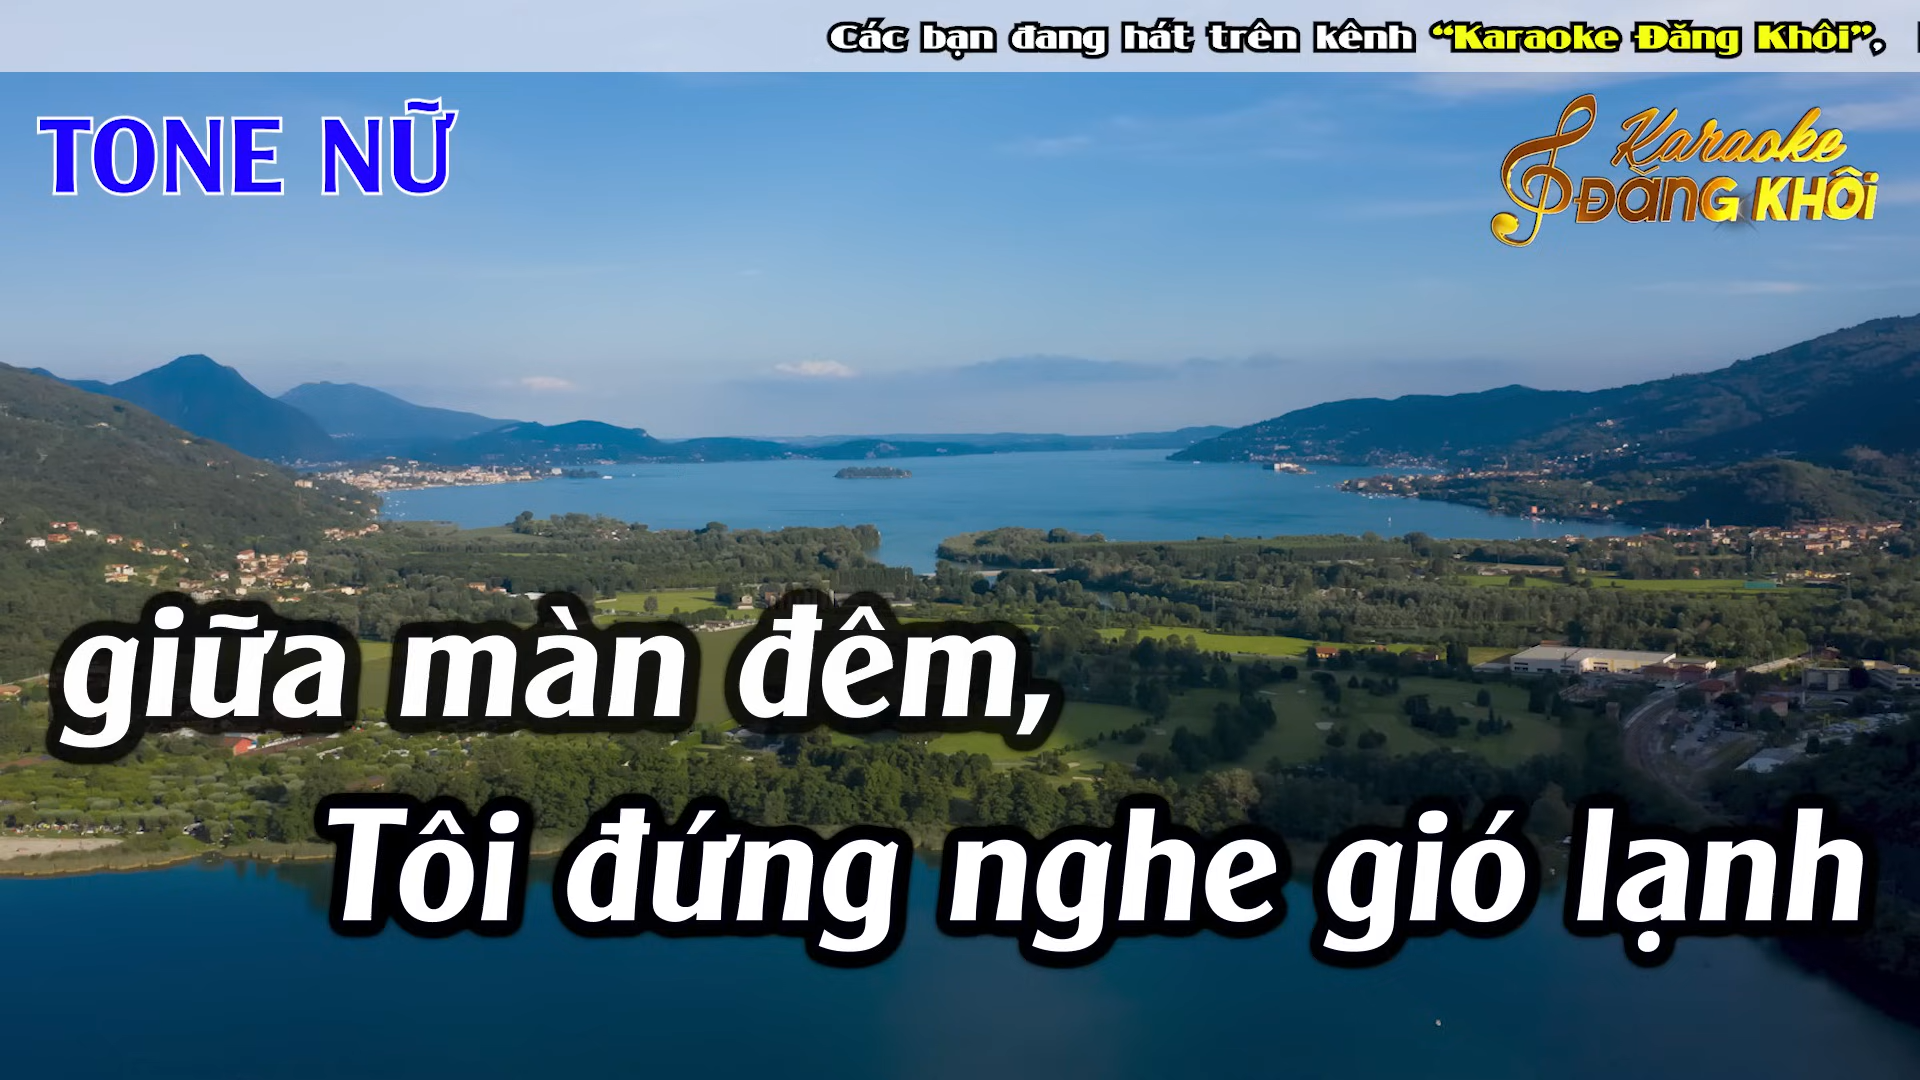 Các bạn đang hát trên kênh “Karaoke Đăng Khôi”,
TONE NỮ
Karaoke
ĐĂNG KHÔI
giữa màn đêm,
Tôi đứng nghe gió lạnh